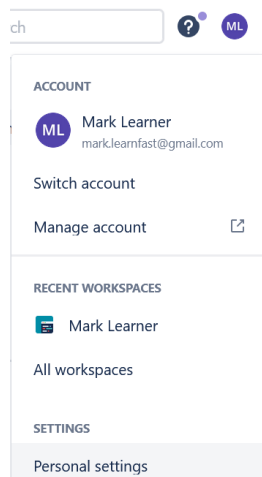 ch
ML
ACCOUNT
ML
Mark Learner
mark.learnfast@gmail.com
Switch account
Manage account
RECENT WORKSPACES
Mark Learner
All workspaces
SETTINGS
Personal settings